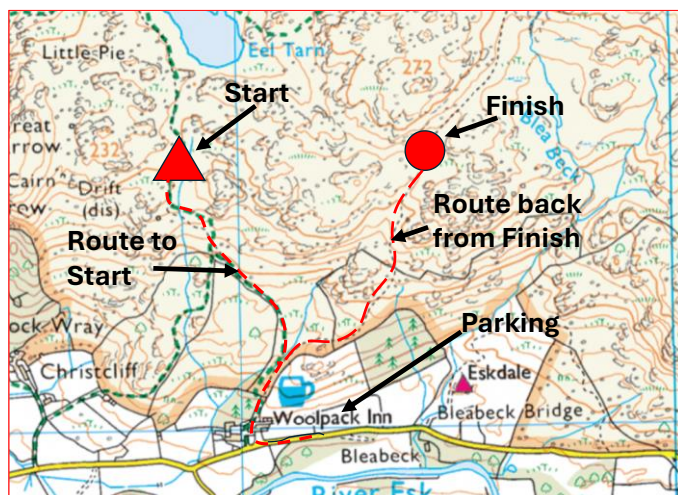 Little Pie
Eel Tarn
272
Start
Finish
reat
rrow
232
Blea Beck
Cairn
row
Drift
(dis)
Route to
Start
Route back
from Finish
Parking
ock Wray
Christcliff
Eskdale
Woolpack Inn
Bleabeck Bridge
Bleabeck
River Esk